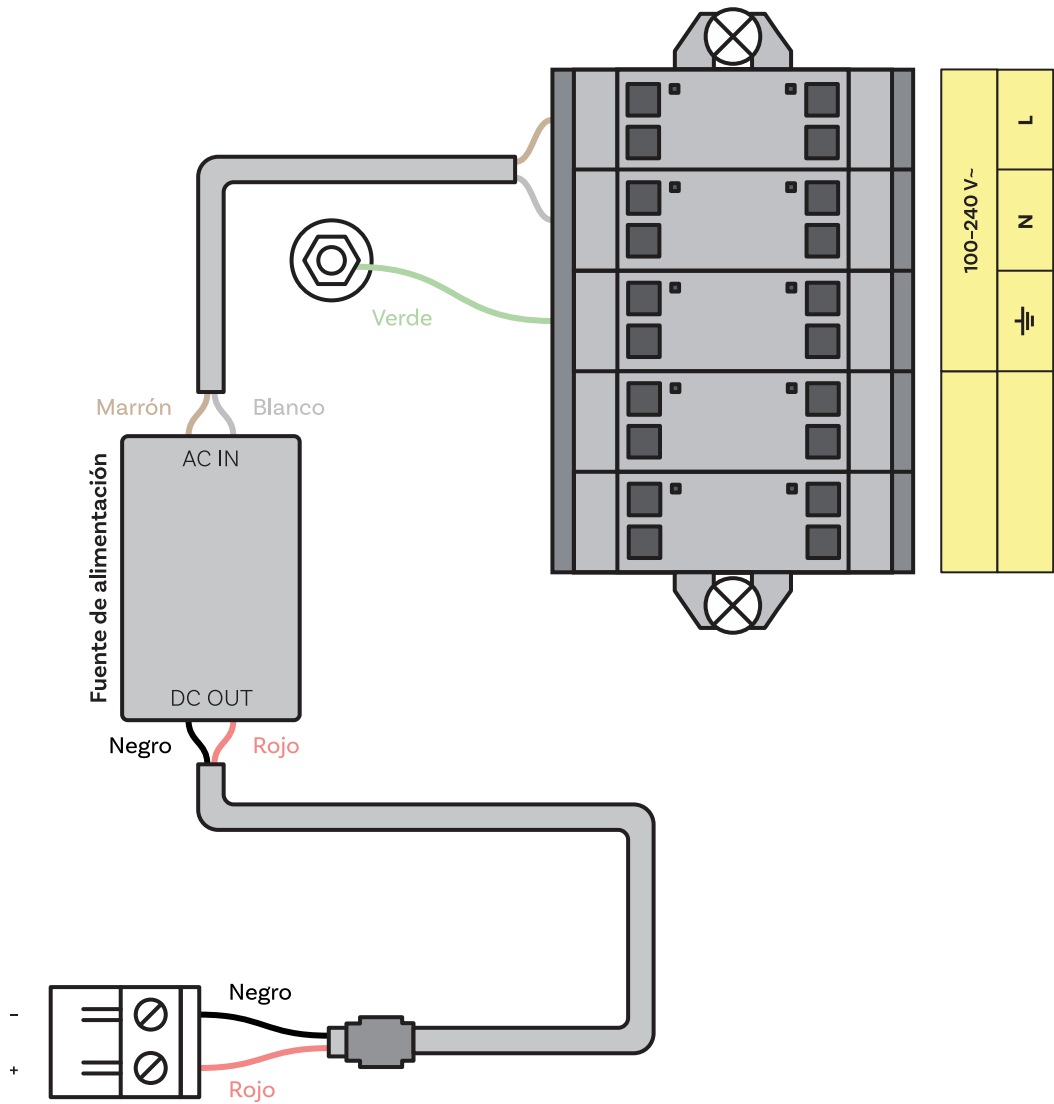 100-240 V~
L
N
Verde
Marrón
Blanco
AC IN
Fuente de alimentación
DC OUT
Negro
Rojo
Negro
-
+
Rojo